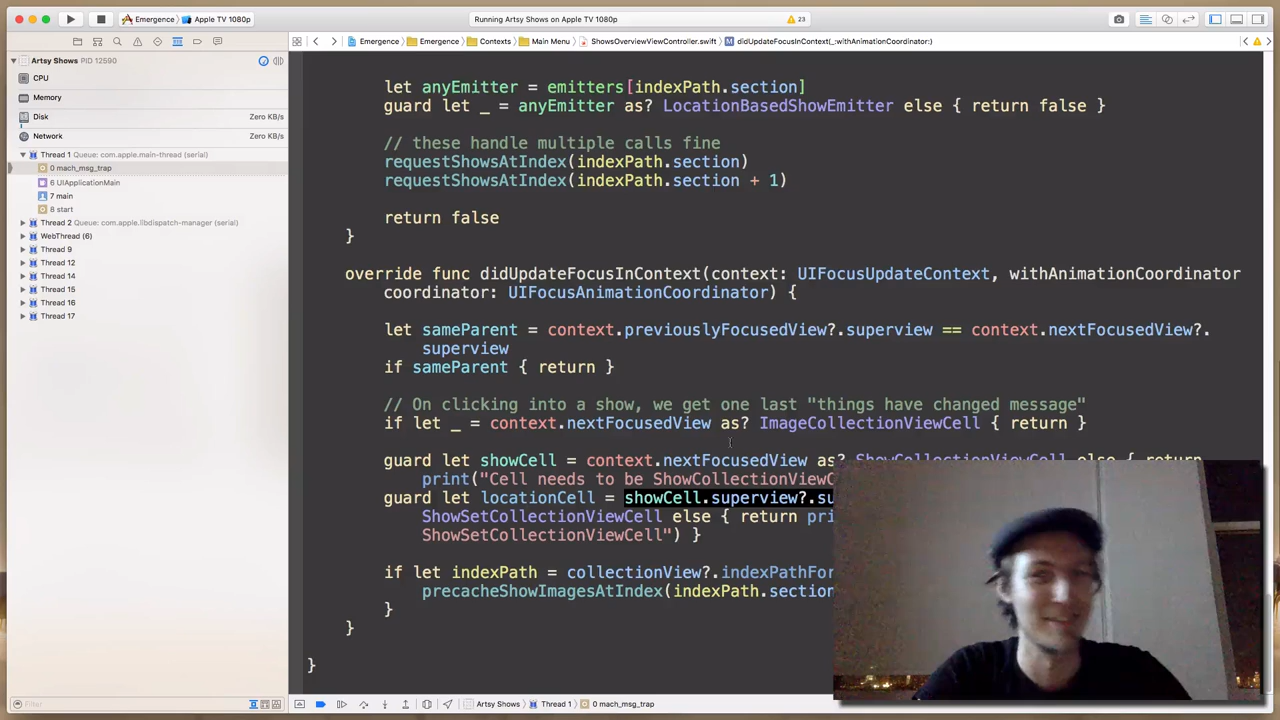 Emergence
Apple TV 1080p
Running Artsy Shows on Apple TV 1080p
23
Emergence
Emergence
Contexts
Main Menu
ShowsOverviewViewController.swift
didUpdateFocusInContext(_:withAnimationCoordinator:)
Artsy Shows PID 12590
CPU
Memory
Disk Zero KB/s
Network Zero KB/s
Thread 1 Queue: com.apple.main-thread (serial)
0 mach_msg_trap
6 UIApplicationMain
7 main
8 start
Thread 2 Queue: com.apple.libdispatch-manager (serial)
WebThread (6)
Thread 9
Thread 12
Thread 14
Thread 15
Thread 16
Thread 17
let anyEmitter = emitters[indexPath.section]
guard let _ = anyEmitter as? LocationBasedShowEmitter else { return false }
// these handle multiple calls fine
requestShowsAtIndex(indexPath.section)
requestShowsAtIndex(indexPath.section + 1)
return false
}
override func didUpdateFocusInContext(context: UIFocusUpdateContext, withAnimationCoordinator
coordinator: UIFocusAnimationCoordinator) {
let sameParent = context.previouslyFocusedView?.superview == context.nextFocusedView?.
superview
if sameParent { return }
// On clicking into a show, we get one last "things have changed message"
if let _ = context.nextFocusedView as? ImageCollectionViewCell { return }
guard let showCell = context.nextFocusedView as? ShowCollectionViewCell else { return
print("Cell needs to be ShowCollectionViewC
guard let locationCell = showCell.superview?.su
ShowSetCollectionViewCell else { return pri
ShowSetCollectionViewCell") }
if let indexPath = collectionView?.indexPathFor
precacheShowImagesAtIndex(indexPath.section
}
}
}
Filter
Artsy Shows
Thread 1
0 mach_msg_trap